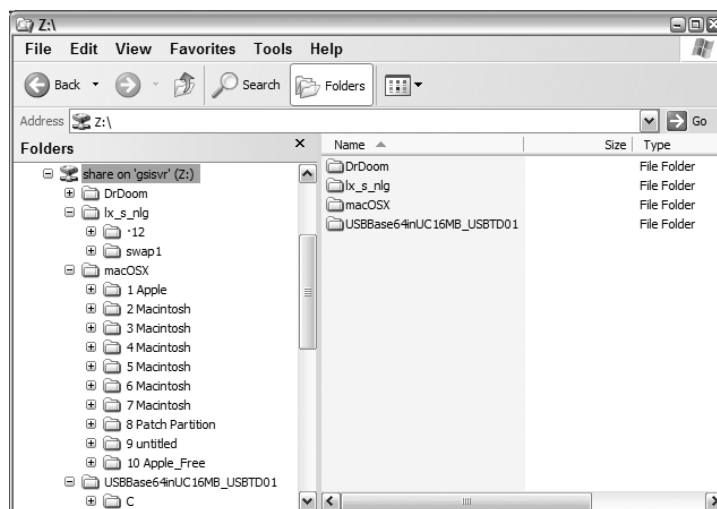 Z:\
File Edit View Favorites Tools Help
Back Search Folders
Address Z:\ Go
Folders x
share on 'gsisvr' (Z:)
DrDoom
lx_s_nlg
·12
swap1
macOSX
1 Apple
2 Macintosh
3 Macintosh
4 Macintosh
5 Macintosh
6 Macintosh
7 Macintosh
8 Patch Partition
9 untitled
10 Apple_Free
USBBase64inUC16MB_USBTD01
C
Name Size Type
DrDoom File Folder
lx_s_nlg File Folder
macOSX File Folder
USBBase64inUC16MB_USBTD01 File Folder